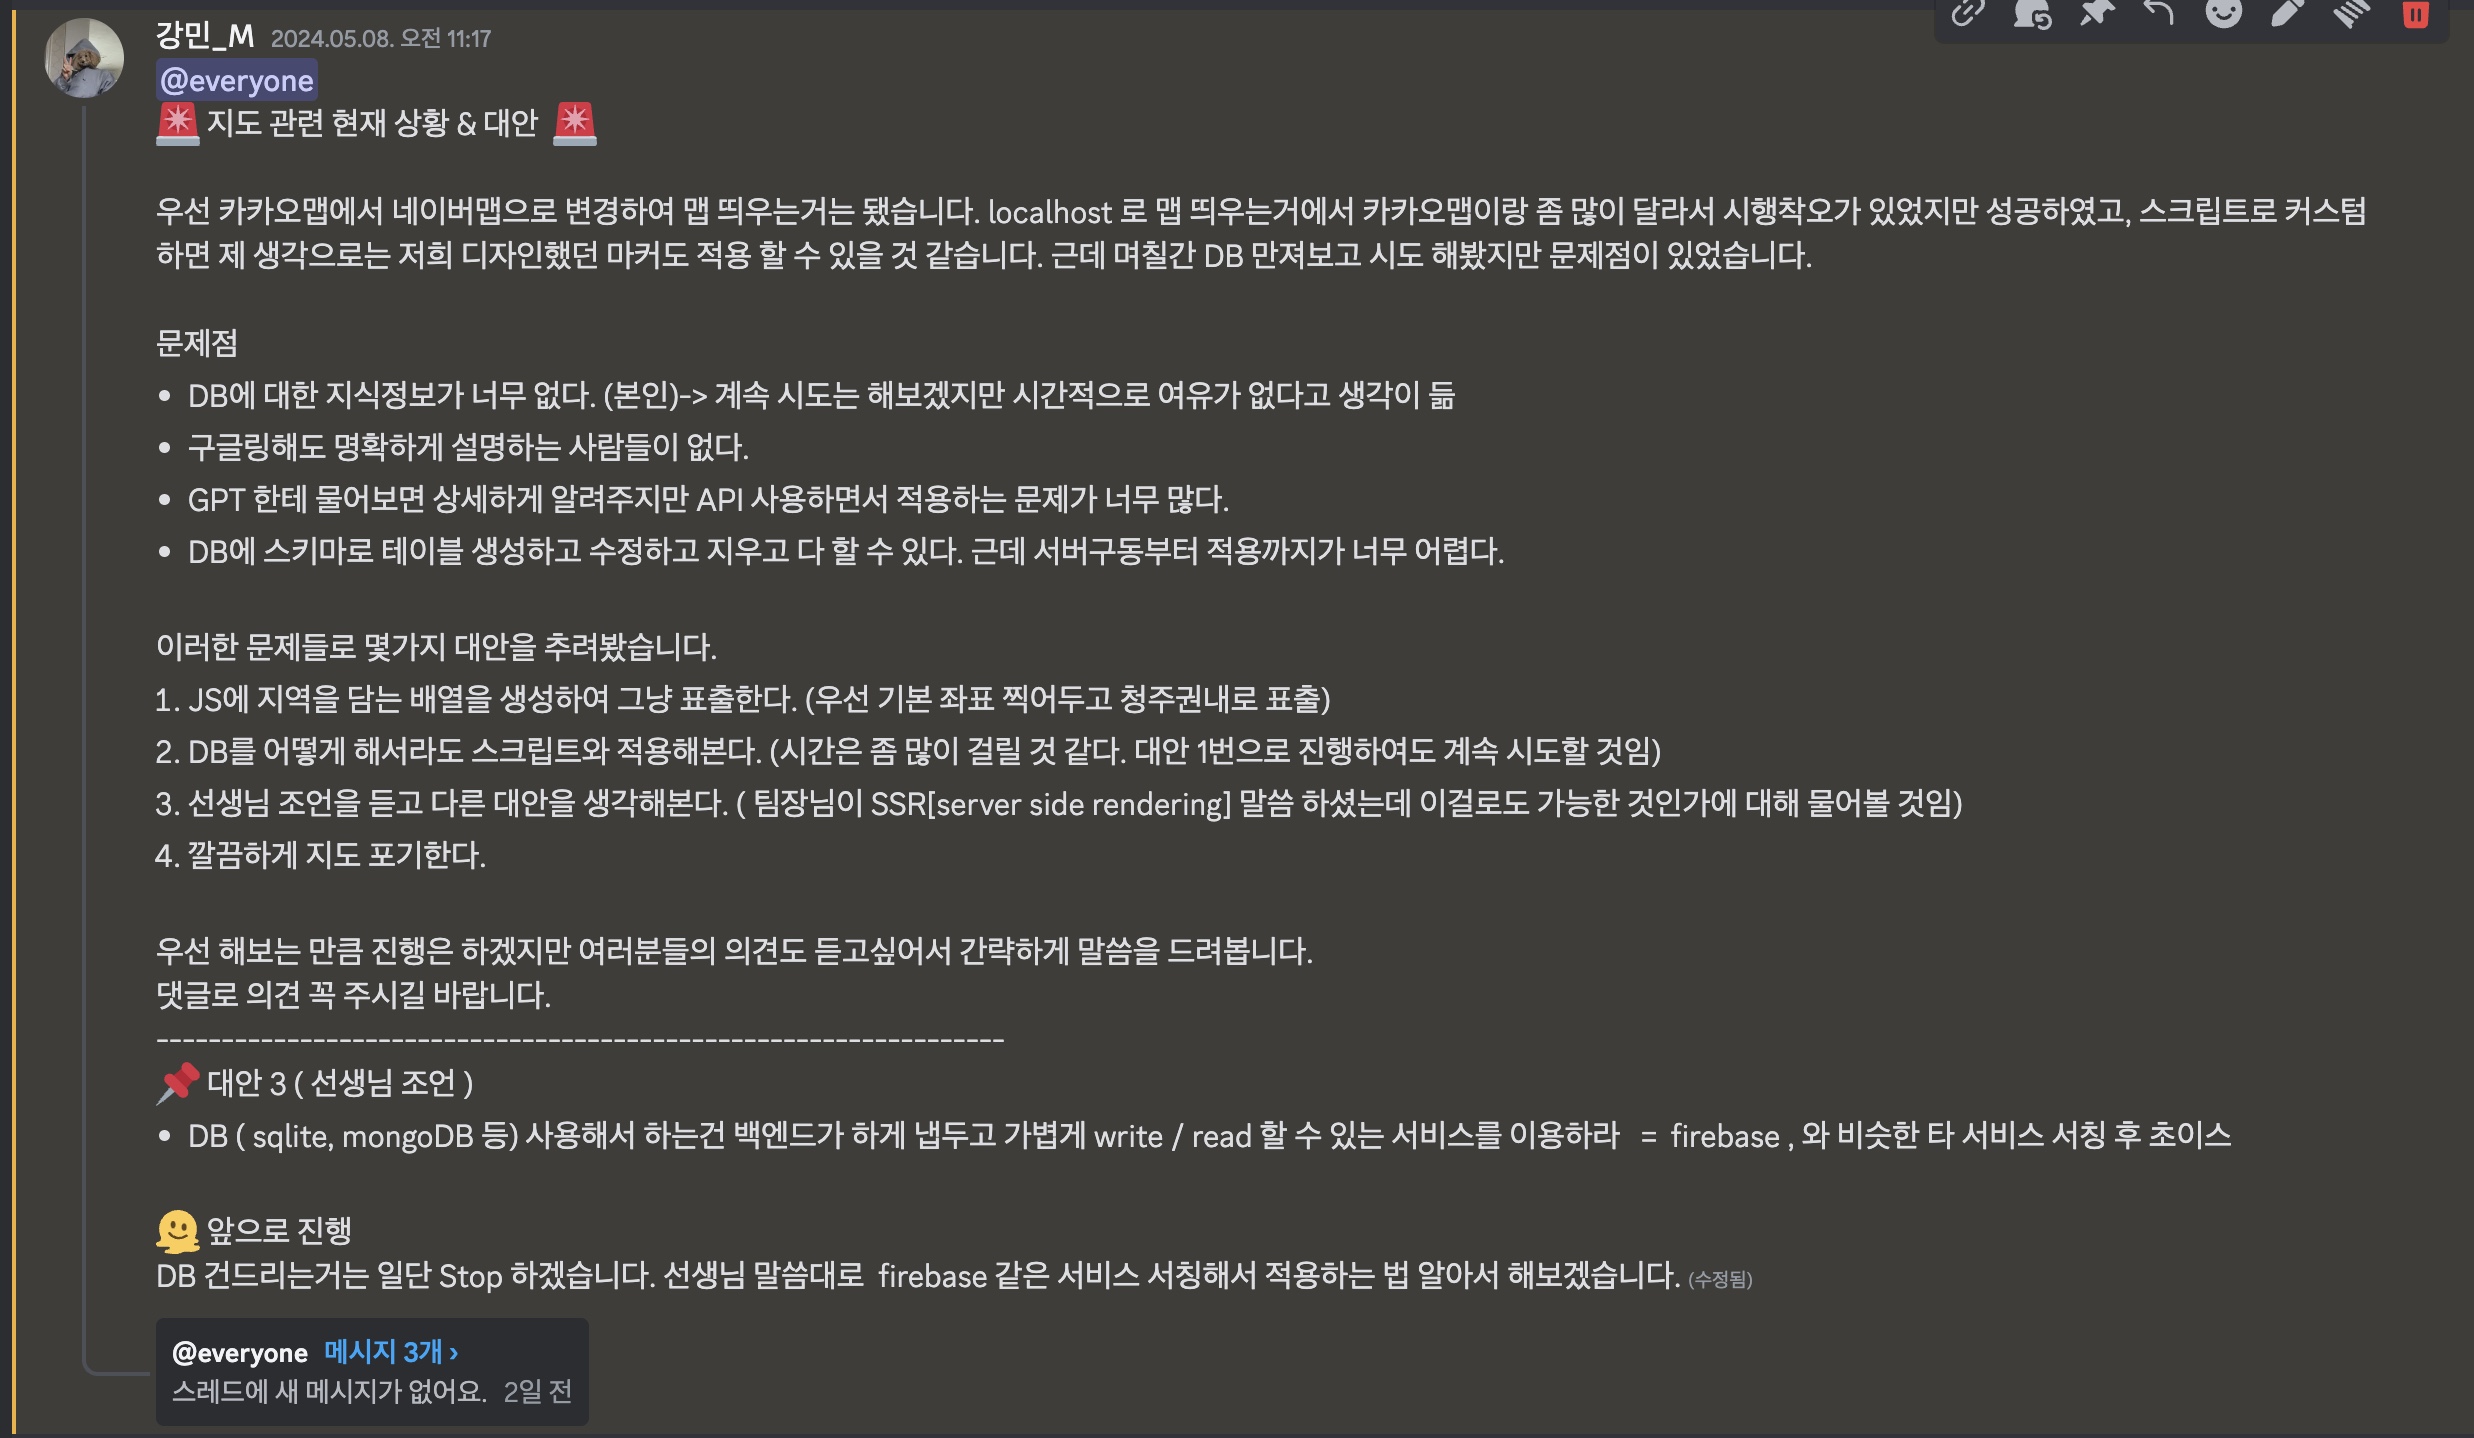 강민_M 2024.05.08. 오전 11:17
@everyone
🚨 지도 관련 현재 상황 & 대안 🚨
우선 카카오맵에서 네이버맵으로 변경하여 맵 띄우는거는 됐습니다. localhost 로 맵 띄우는거에서 카카오맵이랑 좀 많이 달라서 시행착오가 있었지만 성공하였고, 스크립트로 커스텀
하면 제 생각으로는 저희 디자인했던 마커도 적용 할 수 있을 것 같습니다. 근데 며칠간 DB 만져보고 시도 해봤지만 문제점이 있었습니다.
문제점
• DB에 대한 지식정보가 너무 없다. (본인)-> 계속 시도는 해보겠지만 시간적으로 여유가 없다고 생각이 듦
• 구글링해도 명확하게 설명하는 사람들이 없다.
• GPT 한테 물어보면 상세하게 알려주지만 API 사용하면서 적용하는 문제가 너무 많다.
• DB에 스키마로 테이블 생성하고 수정하고 지우고 다 할 수 있다. 근데 서버구동부터 적용까지가 너무 어렵다.
이러한 문제들로 몇가지 대안을 추려봤습니다.
1. JS에 지역을 담는 배열을 생성하여 그냥 표출한다. (우선 기본 좌표 찍어두고 청주권내로 표출)
2. DB를 어떻게 해서라도 스크립트와 적용해본다. (시간은 좀 많이 걸릴 것 같다. 대안 1번으로 진행하여도 계속 시도할 것임)
3. 선생님 조언을 듣고 다른 대안을 생각해본다. ( 팀장님이 SSR[server side rendering] 말씀 하셨는데 이걸로도 가능한 것인가에 대해 물어볼 것임)
4. 깔끔하게 지도 포기한다.
우선 해보는 만큼 진행은 하겠지만 여러분들의 의견도 듣고싶어서 간략하게 말씀을 드려봅니다.
댓글로 의견 꼭 주시길 바랍니다.
-----------------------------------------------------------------
📌 대안 3 ( 선생님 조언 )
• DB ( sqlite, mongoDB 등) 사용해서 하는건 백엔드가 하게 냅두고 가볍게 write / read 할 수 있는 서비스를 이용하라 = firebase , 와 비슷한 타 서비스 서칭 후 초이스
🫠 앞으로 진행
DB 건드리는거는 일단 Stop 하겠습니다. 선생님 말씀대로 firebase 같은 서비스 서칭해서 적용하는 법 알아서 해보겠습니다. (수정됨)
@everyone 메시지 3개 ›
스레드에 새 메시지가 없어요. 2일 전